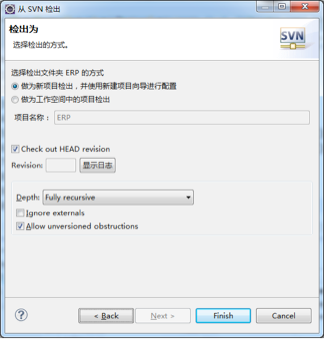 从 SVN 检出
检出为
选择检出的方式。
SVN
选择检出文件夹 ERP 的方式
做为新项目检出，并使用新建项目向导进行配置
做为工作空间中的项目检出
项目名称： ERP
Check out HEAD revision
Revision: 显示日志
Depth: Fully recursive
Ignore externals
Allow unversioned obstructions
? < Back Next > Finish Cancel